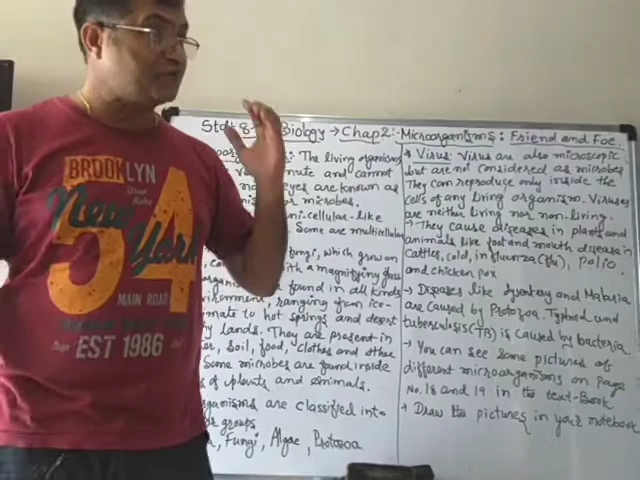 BROOKLYN
Street
Rules
New York
54
MAIN ROAD
EST 1986
Std 8 Biology → Chap 2: Microorganisms: Friend and Foe
: The living organisms
minute and cannot
eyes are known as
or microbes.
uni-cellular-like
Some are multicellular
fungi, which grow on
with a magnifying glass
found in all kinds
environment, ranging from ice-
climate to hot springs and desert
lands. They are present in
soil, food, clothes and other
Some microbes are found inside
of plants and animals.
organisms are classified into
groups
Fungi, Algae, Protozoa
• Virus: Virus are also microscopic
but are not considered as microbes
They can reproduce only inside the
cells of any living organism. Viruses
are neither living nor non-living.
• They cause diseases in plants and
animals like foot and mouth disease in
Cattles, cold, influenza (flu), Polio
and chicken pox
• Diseases like dysentery and Malaria
are caused by Protozoa. Typhoid and
tuberculosis (TB) is caused by bacteria
• You can see some pictures of
different microorganisms on page
No. 18 and 19 in the text-Book
• Draw the pictures in your notebook